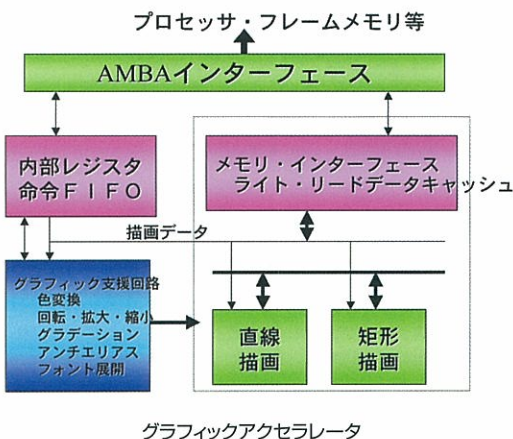 プロセッサ・フレームメモリ等
AMBAインターフェース
内部レジスタ
命令ＦＩＦＯ
メモリ・インターフェース
ライト・リードデータキャッシュ
描画データ
グラフィック支援回路
色変換
回転・拡大・縮小
グラデーション
アンチエリアス
フォント展開
直線
描画
矩形
描画
グラフィックアクセラレータ